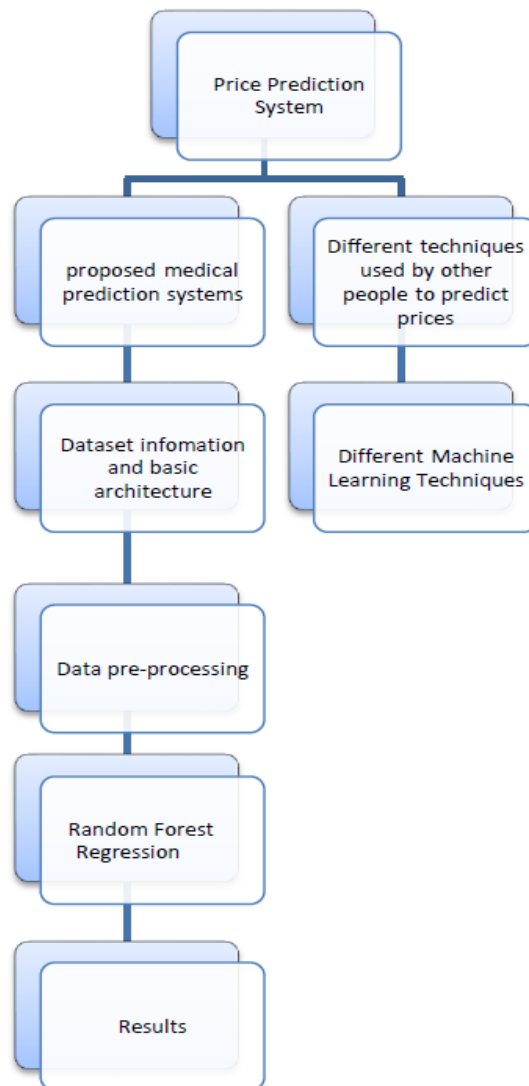 Price Prediction
System
proposed medical
prediction systems
Different techniques
used by other
people to predict
prices
Dataset infomation
and basic
architecture
Different Machine
Learning Techniques
Data pre-processing
Random Forest
Regression
Results